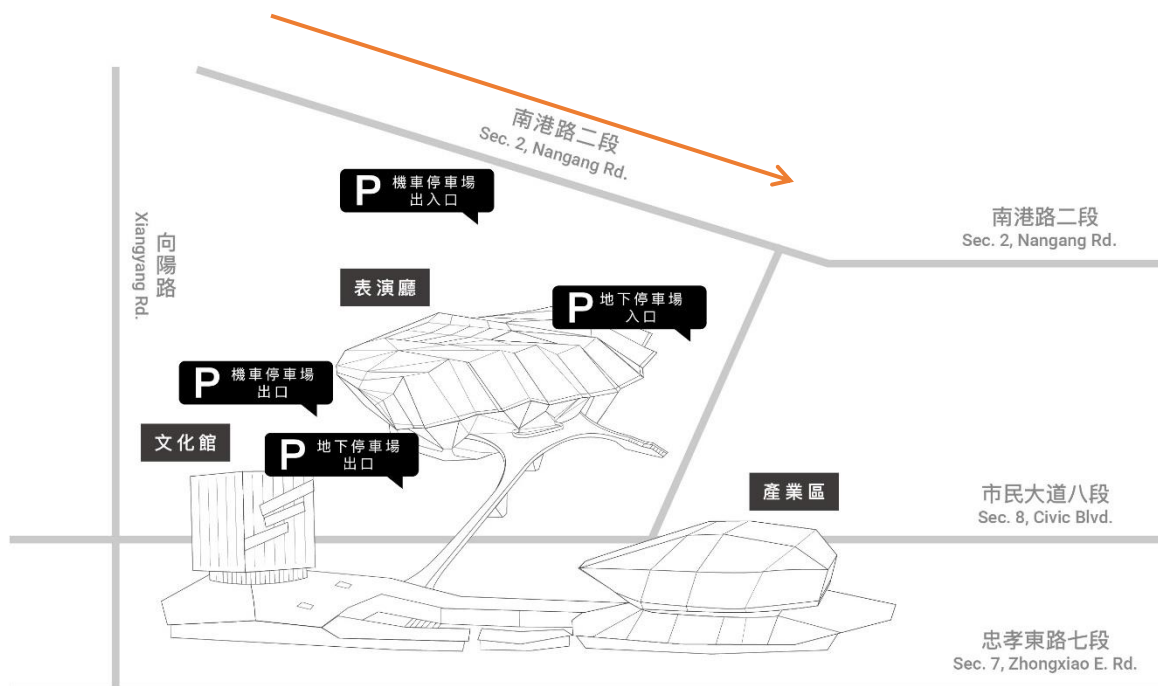 南港路二段
Sec. 2, Nangang Rd.
P 機車停車場
出入口
南港路二段
Sec. 2, Nangang Rd.
向陽路
Xiangyang Rd.
表演廳
P 地下停車場
入口
P 機車停車場
出口
文化館
P 地下停車場
出口
產業區
市民大道八段
Sec. 8, Civic Blvd.
忠孝東路七段
Sec. 7, Zhongxiao E. Rd.